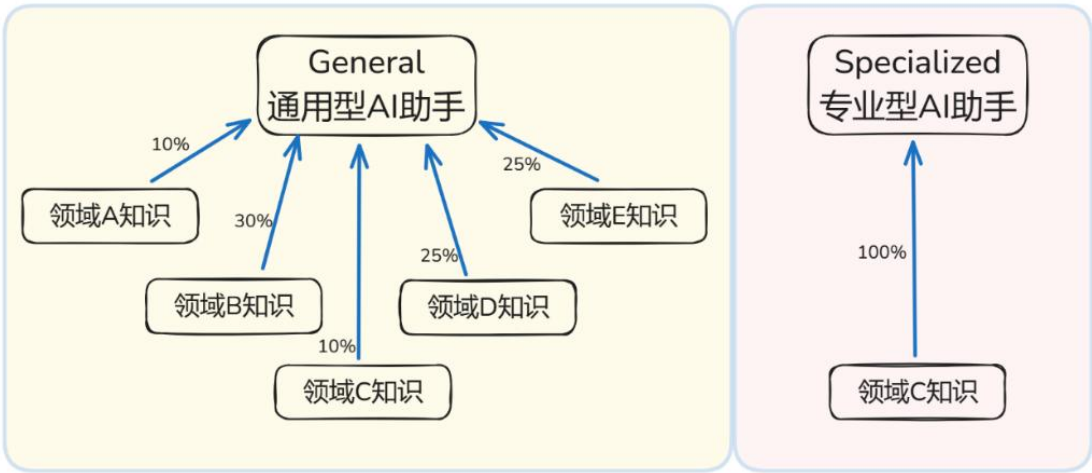 General
通用型AI助手
10%
领域A知识
30%
领域B知识
10%
领域C知识
25%
领域D知识
25%
领域E知识
Specialized
专业型AI助手
100%
领域C知识